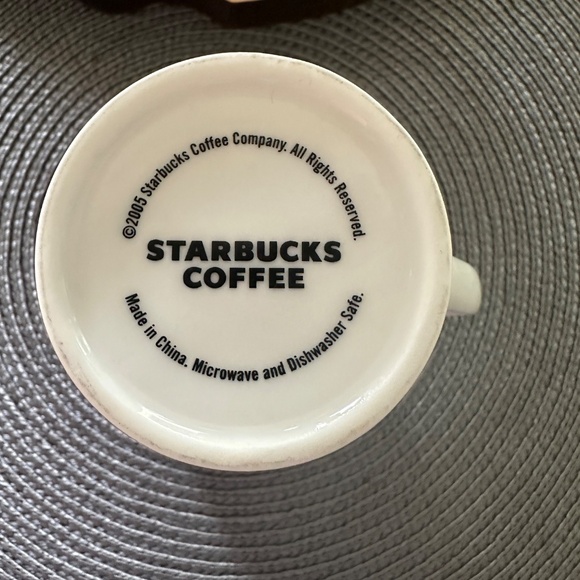 ©2005 Starbucks Coffee Company. All Rights Reserved.
STARBUCKS
COFFEE
Made in China. Microwave and Dishwasher Safe.